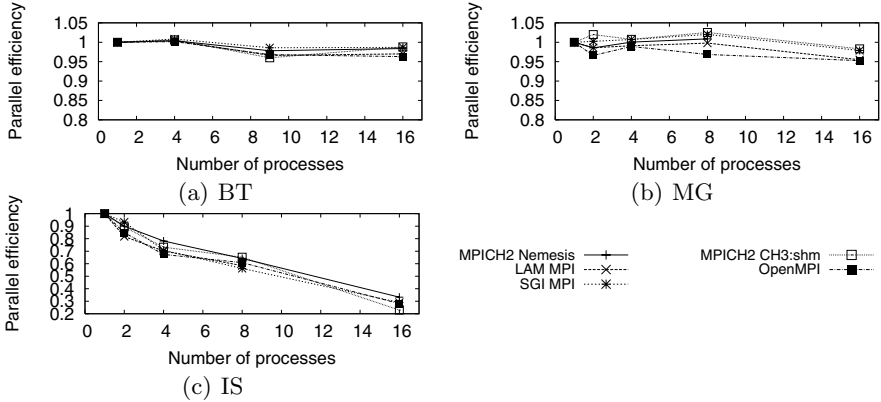 1.05
1
0.95
0.9
0.85
0.8
Parallel efficiency
0 2 4 6 8 10 12 14 16
Number of processes
(a) BT
1.05
1
0.95
0.9
0.85
0.8
Parallel efficiency
0 2 4 6 8 10 12 14 16
Number of processes
(b) MG
1
0.9
0.8
0.7
0.6
0.5
0.4
0.3
0.2
Parallel efficiency
0 2 4 6 8 10 12 14 16
Number of processes
(c) IS
MPICH2 Nemesis
LAM MPI
SGI MPI
MPICH2 CH3:shm
OpenMPI